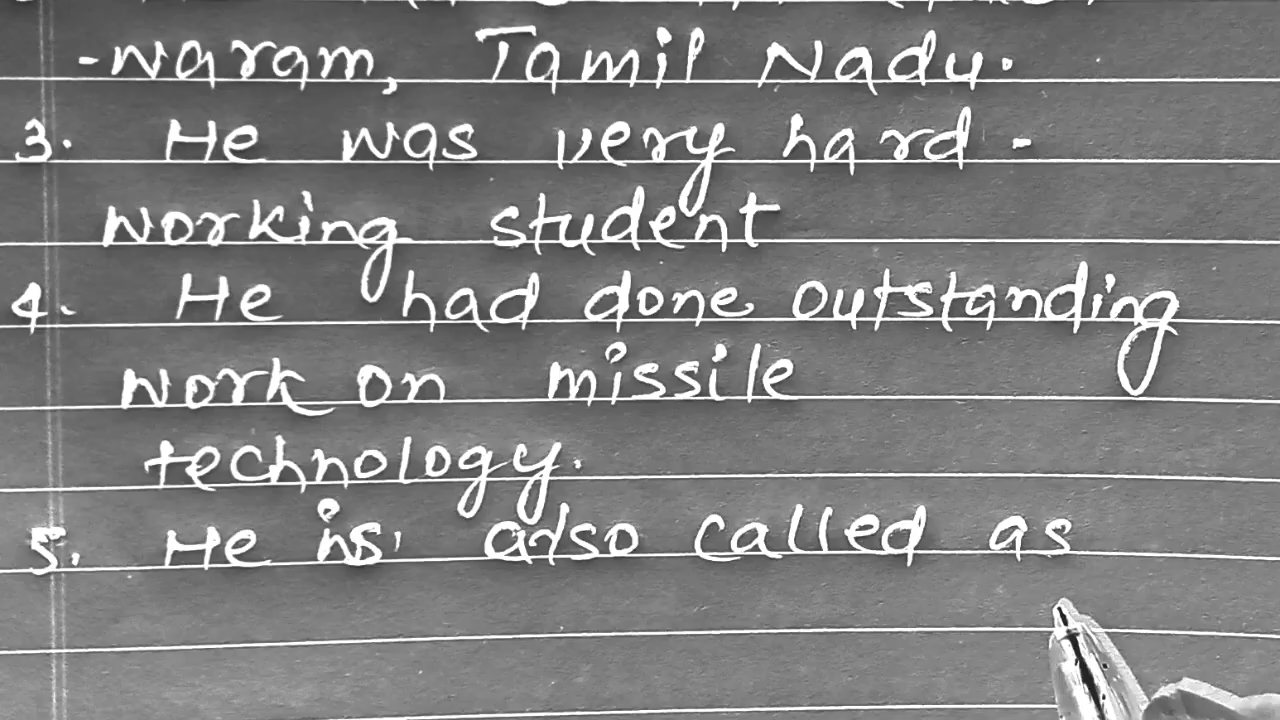 -waram, Tamil Nadu.
3. He was very hard-
working student
4. He had done outstanding
work on missile
technology.
5. He is also called as